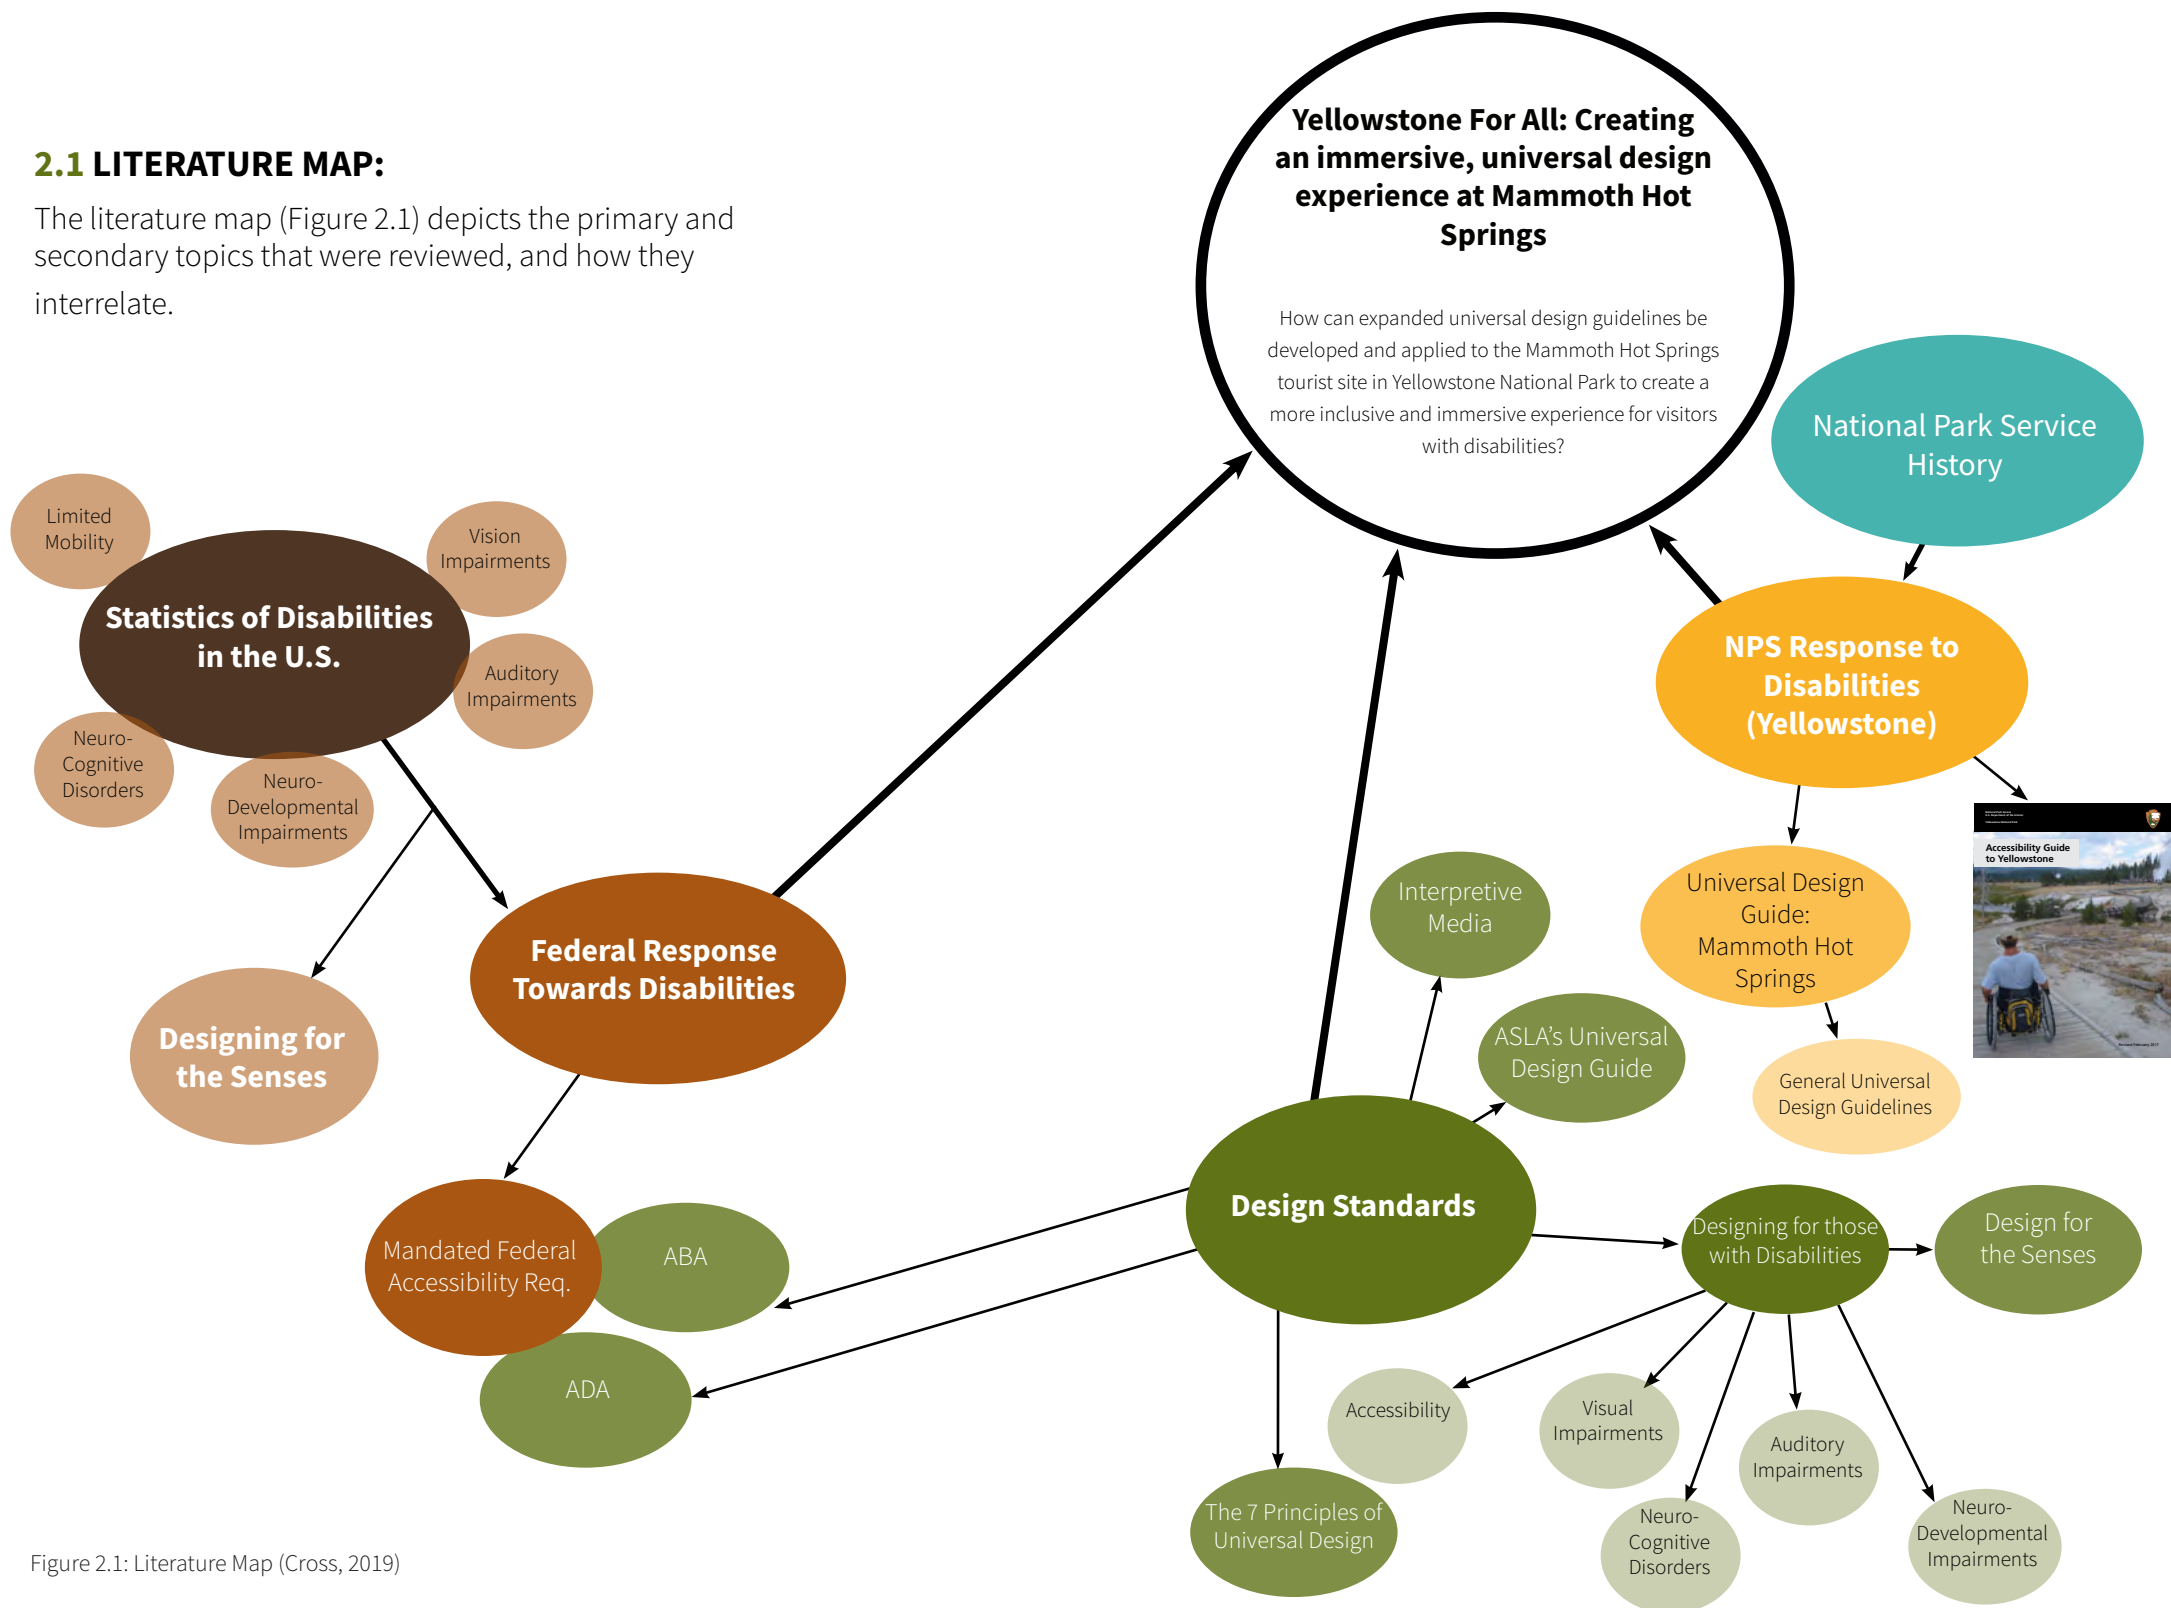 2.1 LITERATURE MAP:
The literature map (Figure 2.1) depicts the primary and
secondary topics that were reviewed, and how they
interrelate.
Yellowstone For All: Creating
an immersive, universal design
experience at Mammoth Hot
Springs
How can expanded universal design guidelines be
developed and applied to the Mammoth Hot Springs
tourist site in Yellowstone National Park to create a
more inclusive and immersive experience for visitors
with disabilities?
National Park Service
History
Limited
Mobility
Vision
Impairments
Statistics of Disabilities
in the U.S.
Auditory
Impairments
Neuro-
Cognitive
Disorders
Neuro-
Developmental
Impairments
NPS Response to
Disabilities
(Yellowstone)
Accessibility Guide
to Yellowstone
Universal Design
Guide:
Mammoth Hot
Springs
General Universal
Design Guidelines
Federal Response
Towards Disabilities
Designing for
the Senses
Interpretive
Media
ASLA's Universal
Design Guide
Design Standards
Mandated Federal
Accessibility Req.
ABA
ADA
Designing for those
with Disabilities
Design for
the Senses
Accessibility
Visual
Impairments
Auditory
Impairments
Neuro-
Cognitive
Disorders
Neuro-
Developmental
Impairments
The 7 Principles of
Universal Design
Figure 2.1: Literature Map (Cross, 2019)